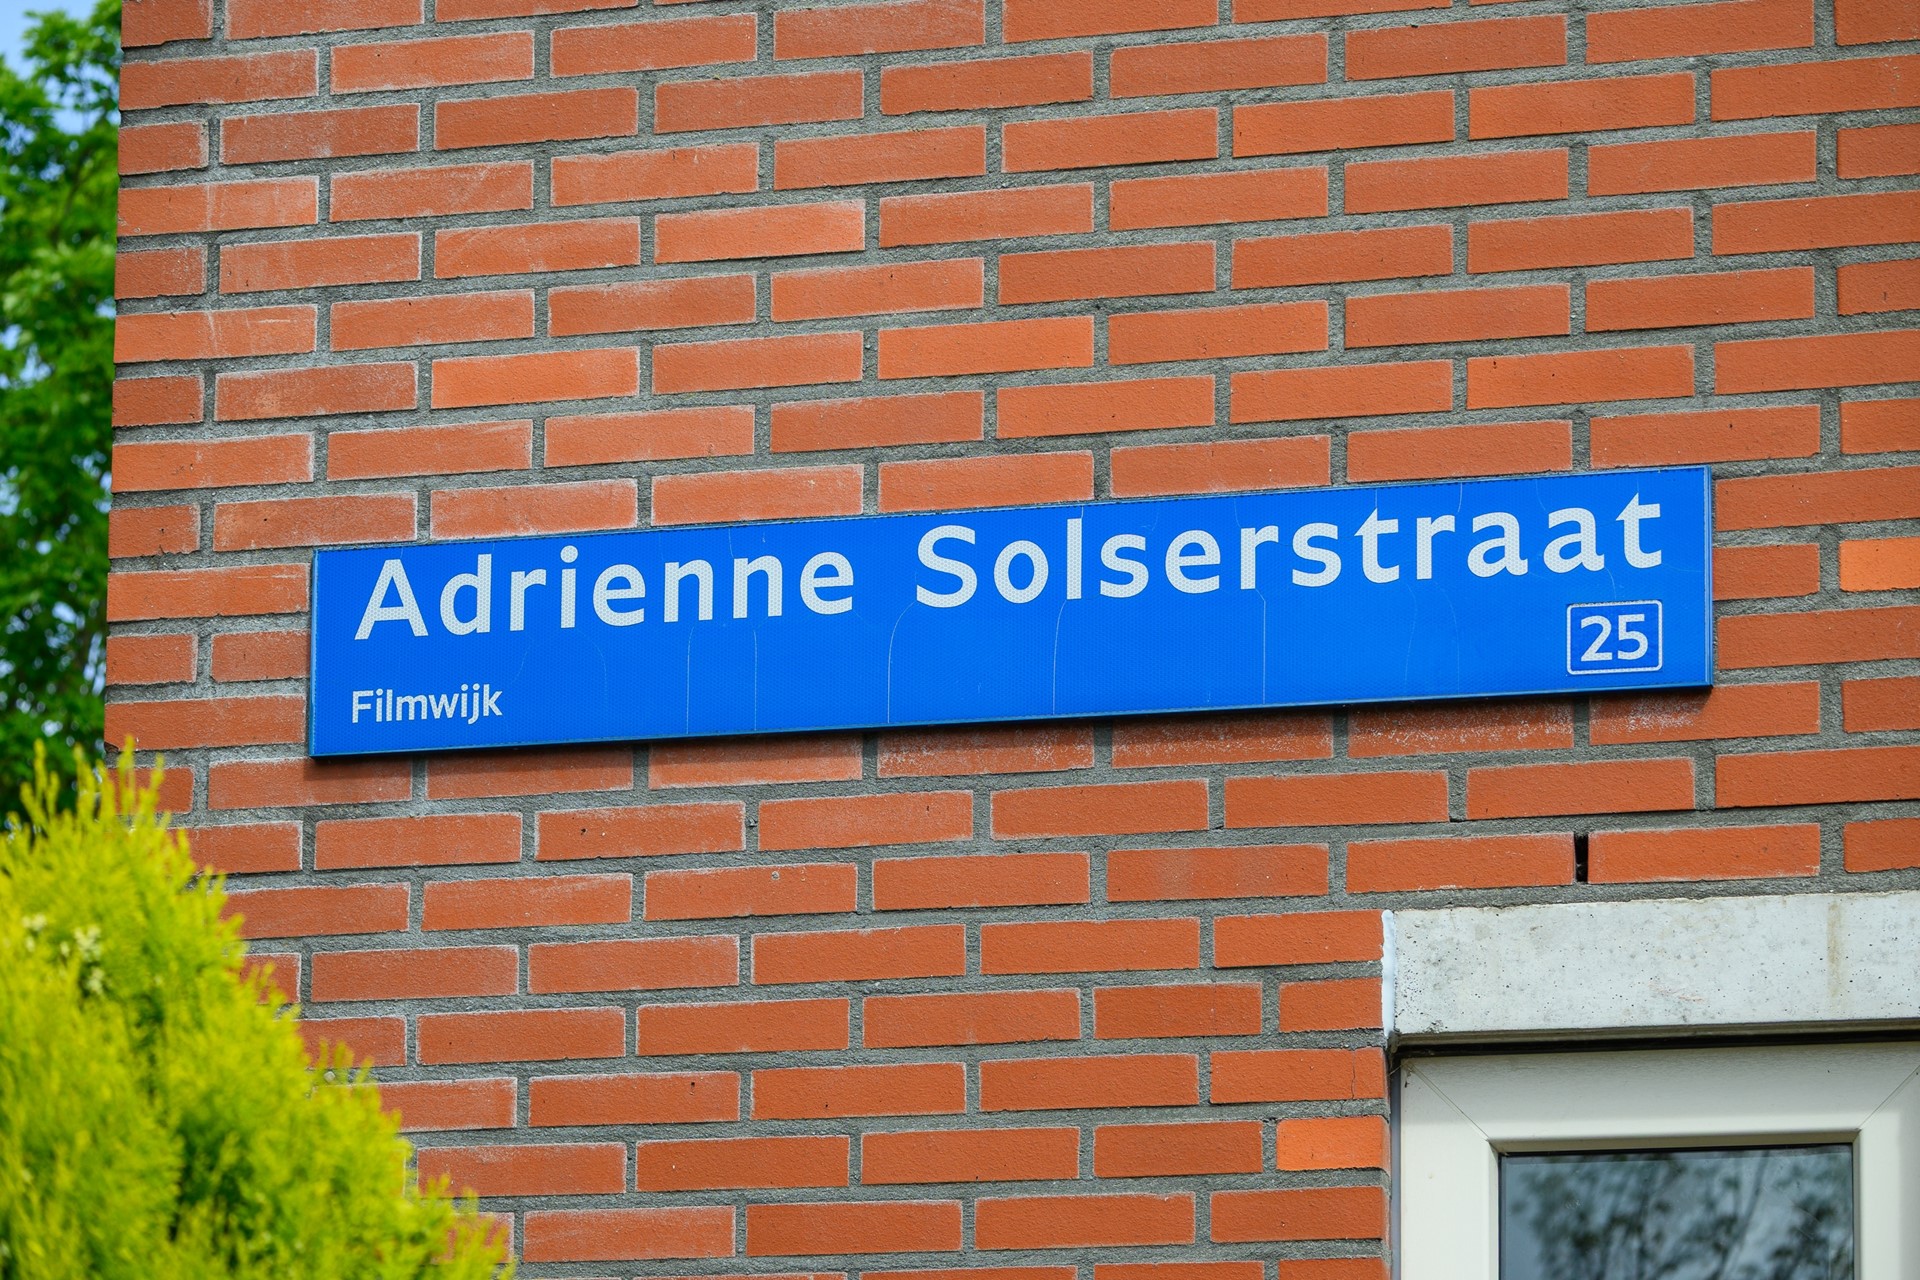 Adrienne Solserstraat
25
Filmwijk